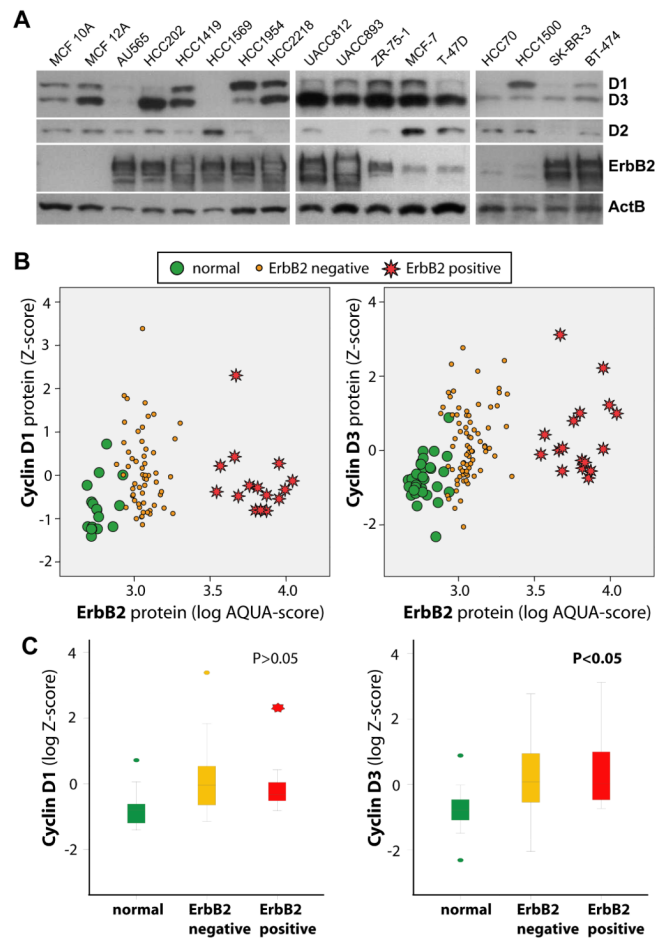 A
MCF 10A
MCF 12A
AU565
HCC202
HCC1419
HCC1569
HCC1954
HCC2218
UACC812
UACC893
ZR-75-1
MCF-7
T-47D
HCC70
HCC1500
SK-BR-3
BT-474
D1
D3
D2
ErbB2
ActB
B
normal ErbB2 negative ErbB2 positive
Cyclin D1 protein (Z-score)
4
3
2
1
0
-1
-2
3.0 3.5 4.0
ErbB2 protein (log AQUA-score)
Cyclin D3 protein (Z-score)
4
2
0
-2
3.0 3.5 4.0
ErbB2 protein (log AQUA-score)
C
Cyclin D1 (log Z-score)
4
2
0
-2
P>0.05
normal ErbB2 ErbB2
negative positive
Cyclin D3 (log Z-score)
4
2
0
-2
P<0.05
normal ErbB2 ErbB2
negative positive